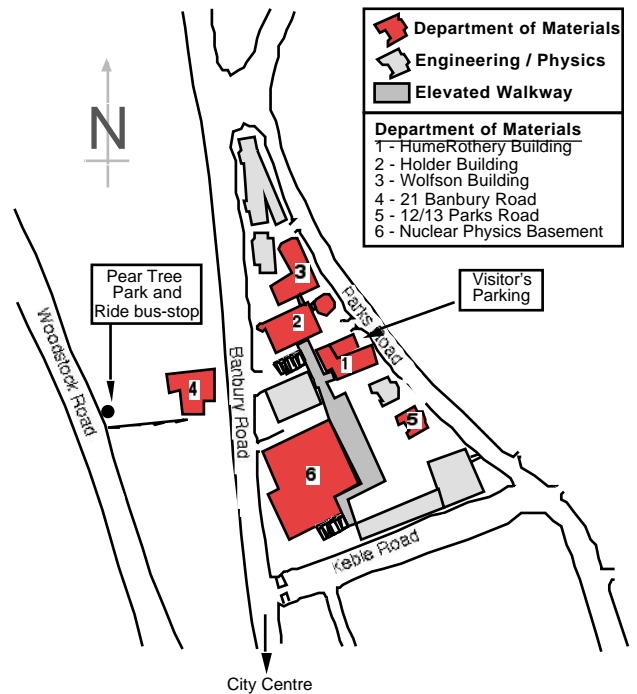 Department of Materials
Engineering / Physics
Elevated Walkway
Department of Materials
1 - HumeRothery Building
2 - Holder Building
3 - Wolfson Building
4 - 21 Banbury Road
5 - 12/13 Parks Road
6 - Nuclear Physics Basement
N
Pear Tree
Park and
Ride bus-stop
Visitor's
Parking
Woodstock Road
Banbury Road
Parks Road
3
2
1
4
5
6
Keble Road
City Centre